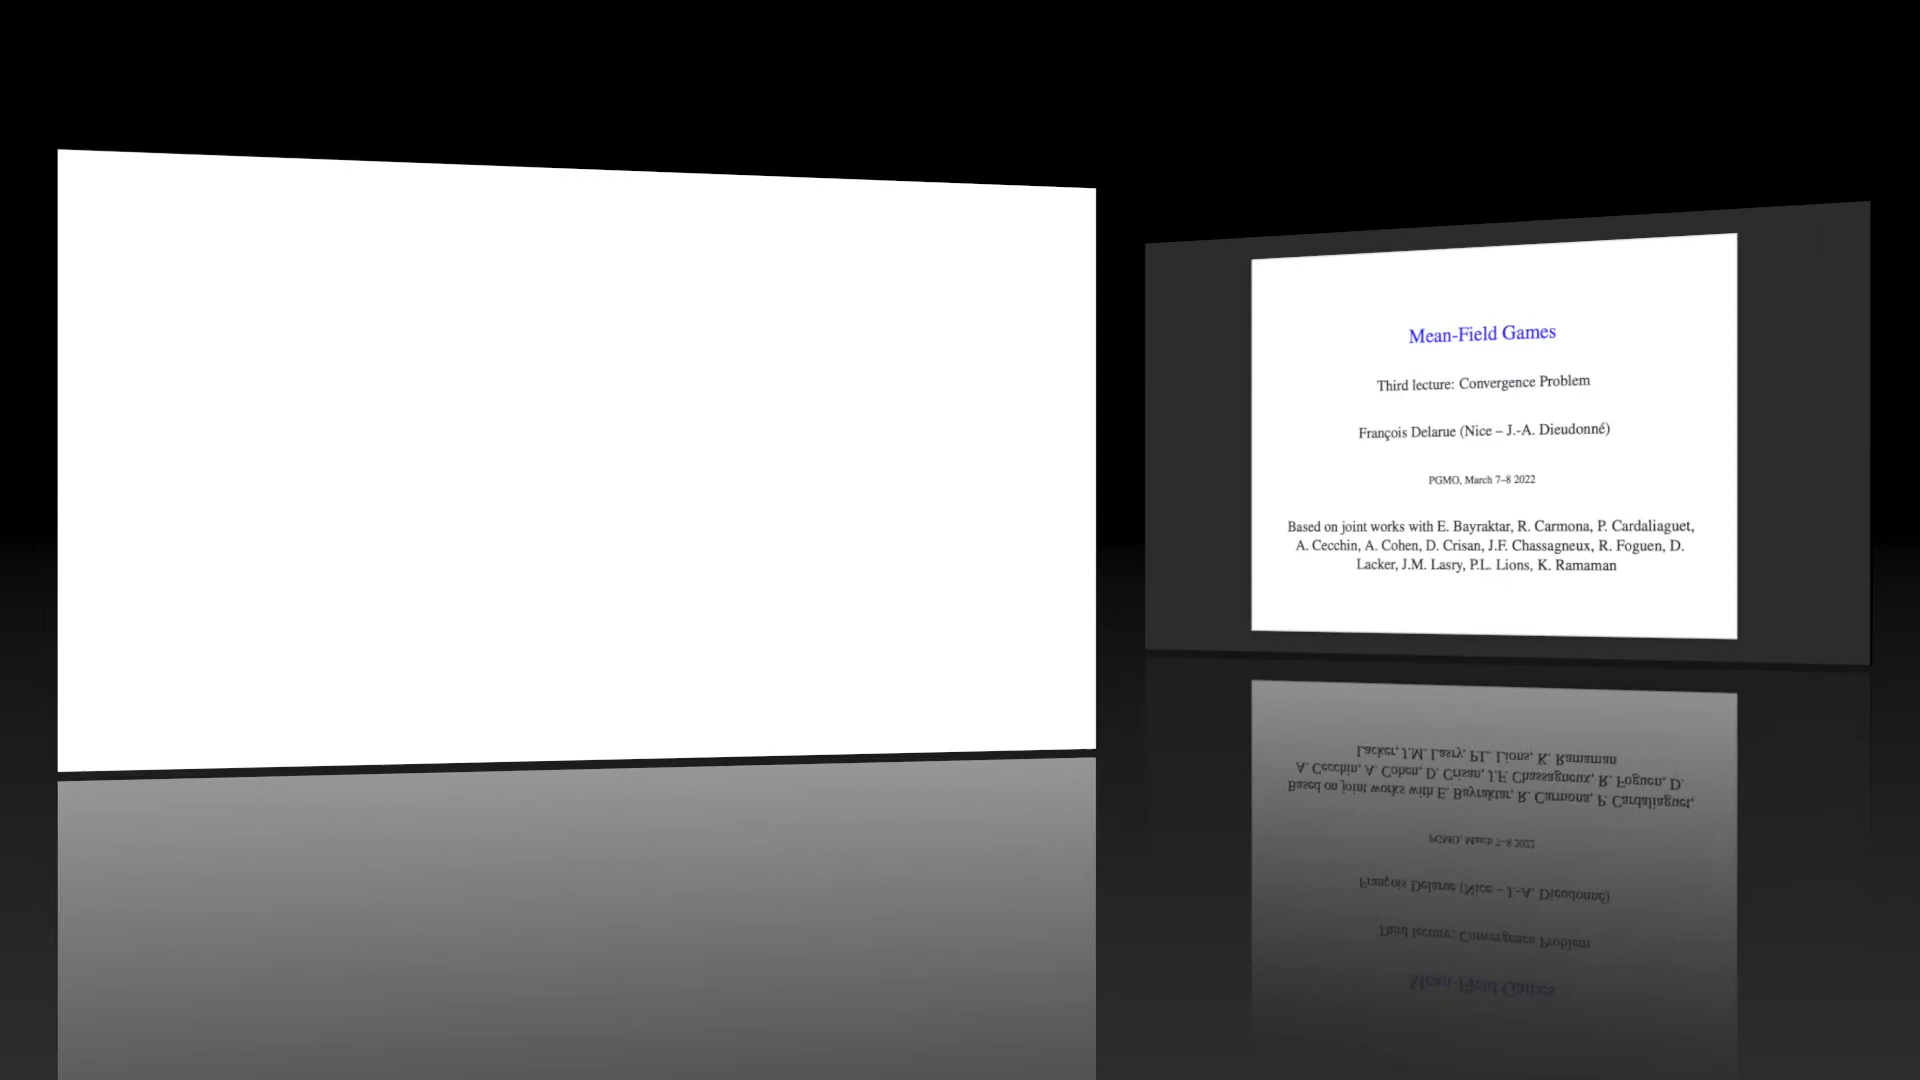 Mean-Field Games
Third lecture: Convergence Problem
François Delarue (Nice – J.-A. Dieudonné)
PGMO, March 7–8 2022
Based on joint works with E. Bayraktar, R. Carmona, P. Cardaliaguet,
A. Cecchin, A. Cohen, D. Crisan, J.F. Chassagneux, R. Foguen, D.
Lacker, J.M. Lasry, P.L. Lions, K. Ramaman